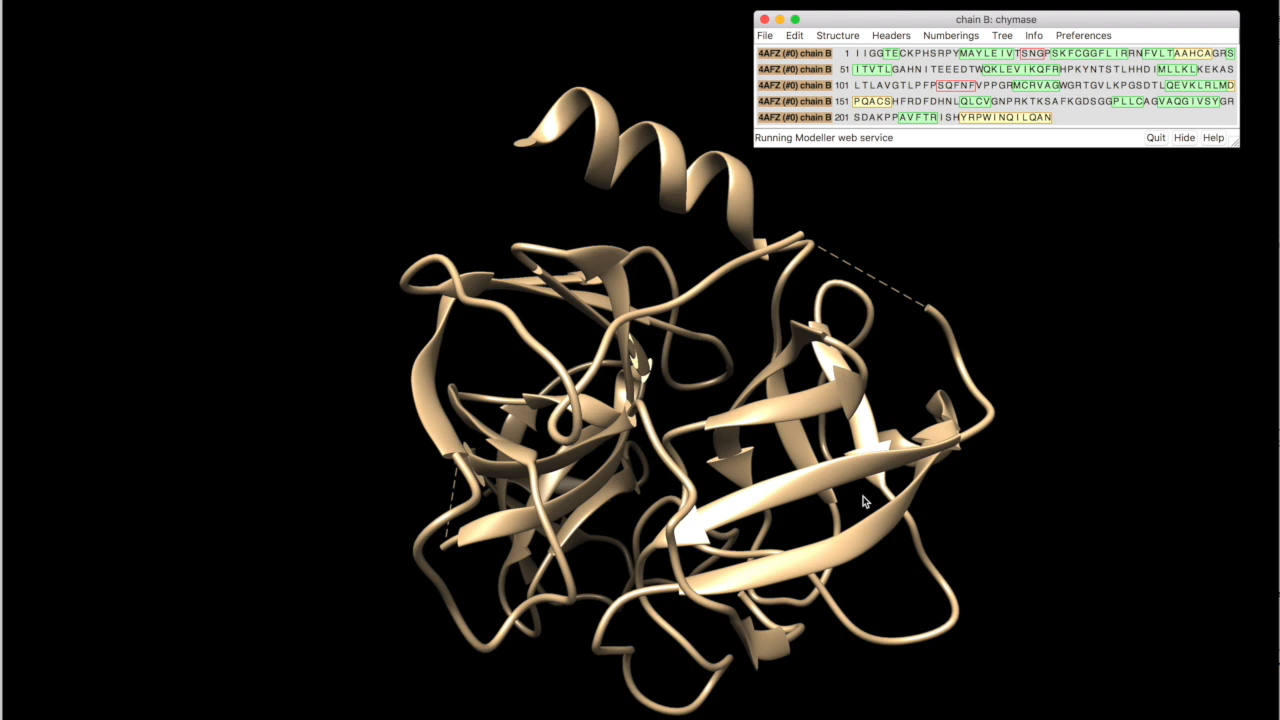 chain B: chymase
File Edit Structure Headers Numberings Tree Info Preferences
4AFZ (#0) chain B 1 IIGGTECKPHSRPYMAYLEIVTSNGPSKFCGGFLIRRNFVLTAAHCAGRS
4AFZ (#0) chain B 51 ITVTLGAHNITEEEDTWQKLEVIKQFRHPKYNTSTLHHDIMLLKLKEKAS
4AFZ (#0) chain B 101 LTLAVGTLPFPSQFNFVPPGRMCRVAGWGRTGVLKPGSDTLQEVKLRLMD
4AFZ (#0) chain B 151 PQACSHFRDFDHNLQLCVGNPRKTKSAFKGDSGGPLLCAGVAQGIVSYGR
4AFZ (#0) chain B 201 SDAKPPAVFTRISHYRPWINQILQAN
Running Modeller web service Quit Hide Help